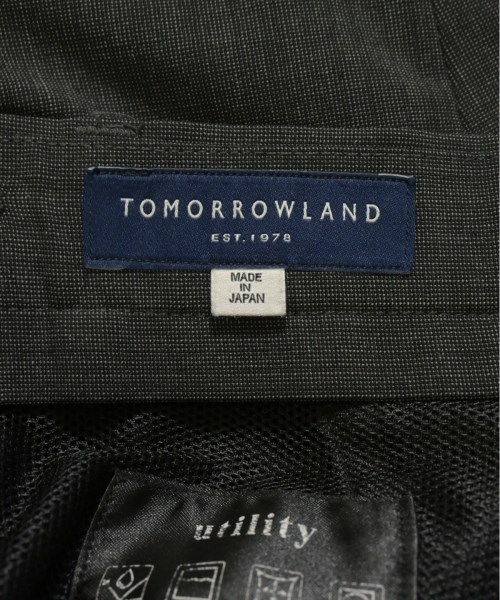 TOMORROWLAND
EST. 1978
MADE
IN
JAPAN
utility